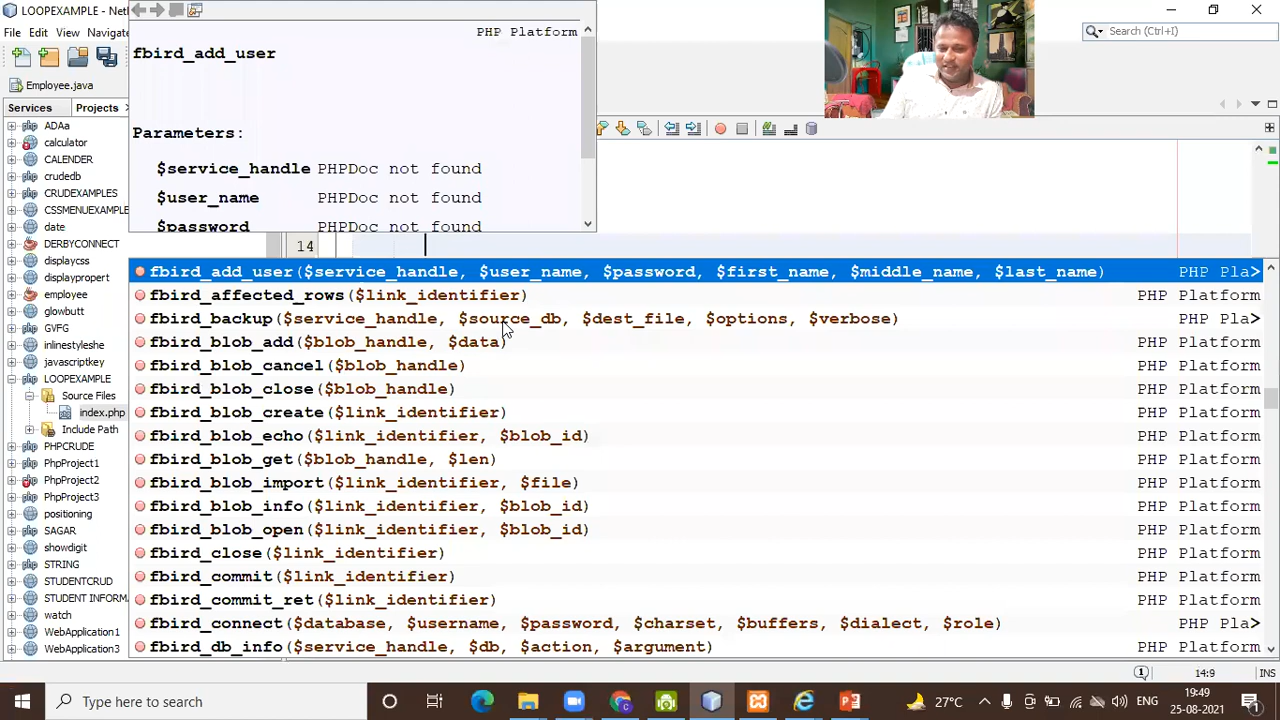 LOOPEXAMPLE - Net
File
Edit
View
Navigate
Search (Ctrl+I)
Employee.java
Services
Projects
ADAa
calculator
CALENDER
crudedb
CRUDEXAMPLES
CSSMENUEXAMPLE
date
DERBYCONNECT
displaycss
displaypropert
employee
glowbutt
GVFG
inlinestyleshe
javascriptkey
LOOPEXAMPLE
Source Files
index.php
Include Path
PHPCRUDE
PhpProject1
PhpProject2
PhpProject3
positioning
SAGAR
showdigit
STRING
STUDENTCRUD
STUDENT INFORMA
watch
WebApplication1
WebApplication3
PHP Platform
fbird_add_user
Parameters:
$service_handle PHPDoc not found
$user_name PHPDoc not found
$password PHPDoc not found
14
fbird_add_user($service_handle, $user_name, $password, $first_name, $middle_name, $last_name) PHP Pla>
fbird_affected_rows($link_identifier) PHP Platform
fbird_backup($service_handle, $source_db, $dest_file, $options, $verbose) PHP Pla>
fbird_blob_add($blob_handle, $data) PHP Platform
fbird_blob_cancel($blob_handle) PHP Platform
fbird_blob_close($blob_handle) PHP Platform
fbird_blob_create($link_identifier) PHP Platform
fbird_blob_echo($link_identifier, $blob_id) PHP Platform
fbird_blob_get($blob_handle, $len) PHP Platform
fbird_blob_import($link_identifier, $file) PHP Platform
fbird_blob_info($link_identifier, $blob_id) PHP Platform
fbird_blob_open($link_identifier, $blob_id) PHP Platform
fbird_close($link_identifier) PHP Platform
fbird_commit($link_identifier) PHP Platform
fbird_commit_ret($link_identifier) PHP Platform
fbird_connect($database, $username, $password, $charset, $buffers, $dialect, $role) PHP Pla>
fbird_db_info($service_handle, $db, $action, $argument) PHP Platform
14:9
INS
Type here to search
27°C
ENG
19:49
25-08-2021